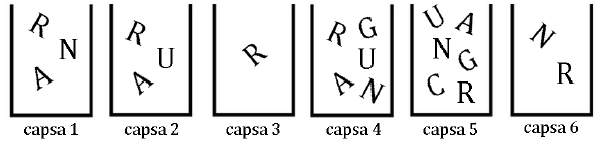 R N A
R U A
R
R G U A N
U A N G C R
N R
capsa 1 capsa 2 capsa 3 capsa 4 capsa 5 capsa 6